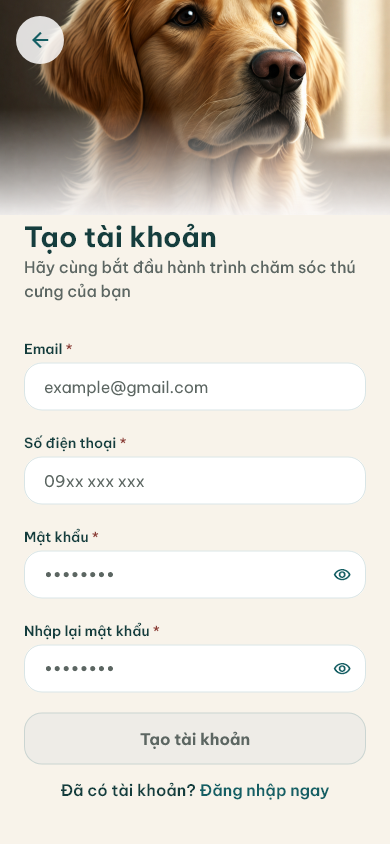 Tạo tài khoản
Hãy cùng bắt đầu hành trình chăm sóc thú
cưng của bạn
Email *
example@gmail.com
Số điện thoại *
09xx xxx xxx
Mật khẩu *
••••••••
Nhập lại mật khẩu *
••••••••
Tạo tài khoản
Đã có tài khoản? Đăng nhập ngay